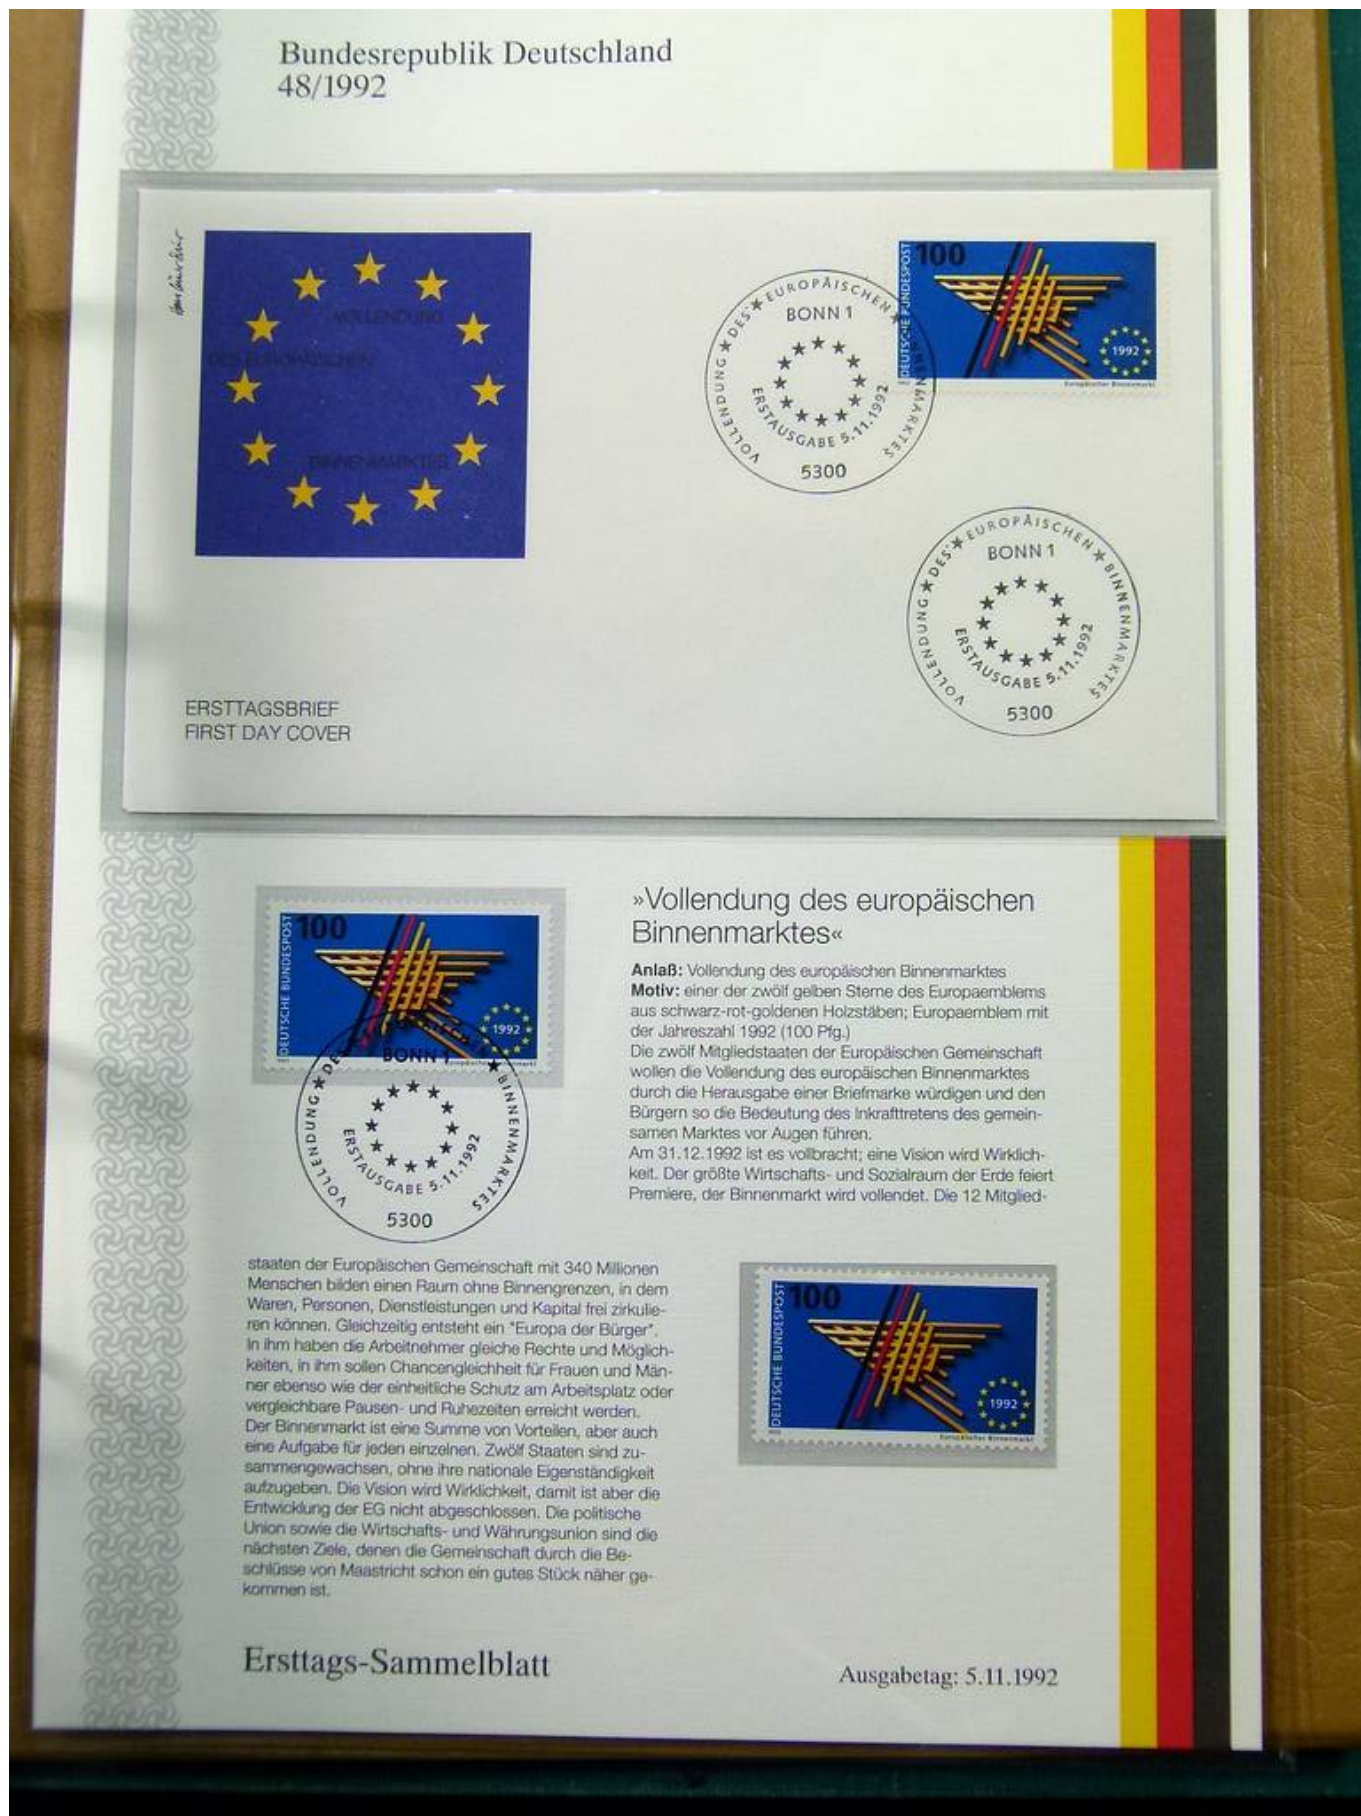 Bundesrepublik Deutschland
48/1992
VOLLENDUNG
DES EUROPÄISCHEN
BINNENMARKTES
100
DEUTSCHE BUNDESPOST
1992
Europäischer Binnenmarkt
VOLLENDUNG ★ DES ★ EUROPÄISCHEN ★ BINNENMARKTES
BONN 1
ERSTAUSGABE 5.11.1992
5300
VOLLENDUNG ★ DES ★ EUROPÄISCHEN ★ BINNENMARKTES
BONN 1
ERSTAUSGABE 5.11.1992
5300
ERSTTAGSBRIEF
FIRST DAY COVER
100
DEUTSCHE BUNDESPOST
1992
VOLLENDUNG ★ DES BINNENMARKTES
BONN 1
ERSTAUSGABE 5.11.1992
5300
»Vollendung des europäischen
Binnenmarktes«
Anlaß: Vollendung des europäischen Binnenmarktes
Motiv: einer der zwölf gelben Sterne des Europaemblems
aus schwarz-rot-goldenen Holzstäben; Europaemblem mit
der Jahreszahl 1992 (100 Pfg.)
Die zwölf Mitgliedstaaten der Europäischen Gemeinschaft
wollen die Vollendung des europäischen Binnenmarktes
durch die Herausgabe einer Briefmarke würdigen und den
Bürgern so die Bedeutung des Inkrafttretens des gemein-
samen Marktes vor Augen führen.
Am 31.12.1992 ist es vollbracht; eine Vision wird Wirklich-
keit. Der größte Wirtschafts- und Sozialraum der Erde feiert
Premiere, der Binnenmarkt wird vollendet. Die 12 Mitglied-
staaten der Europäischen Gemeinschaft mit 340 Millionen
Menschen bilden einen Raum ohne Binnengrenzen, in dem
Waren, Personen, Dienstleistungen und Kapital frei zirkulie-
ren können. Gleichzeitig entsteht ein "Europa der Bürger".
In ihm haben die Arbeitnehmer gleiche Rechte und Möglich-
keiten, in ihm sollen Chancengleichheit für Frauen und Män-
ner ebenso wie der einheitliche Schutz am Arbeitsplatz oder
vergleichbare Pausen- und Ruhezeiten erreicht werden.
Der Binnenmarkt ist eine Summe von Vorteilen, aber auch
eine Aufgabe für jeden einzelnen. Zwölf Staaten sind zu-
sammengewachsen, ohne ihre nationale Eigenständigkeit
aufzugeben. Die Vision wird Wirklichkeit, damit ist aber die
Entwicklung der EG nicht abgeschlossen. Die politische
Union sowie die Wirtschafts- und Währungsunion sind die
nächsten Ziele, denen die Gemeinschaft durch die Be-
schlüsse von Maastricht schon ein gutes Stück näher ge-
kommen ist.
100
DEUTSCHE BUNDESPOST
1992
Europäischer Binnenmarkt
Ersttags-Sammelblatt
Ausgabetag: 5.11.1992